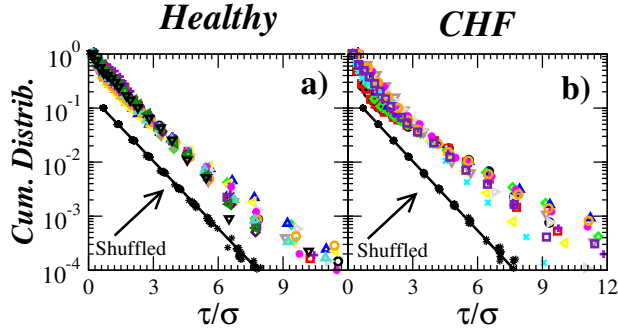 Healthy CHF
Cum. Distrib.
10^0
10^-1
10^-2
10^-3
10^-4
a)
b)
Shuffled
Shuffled
0 3 6 9 0 3 6 9 12
τ/σ τ/σ